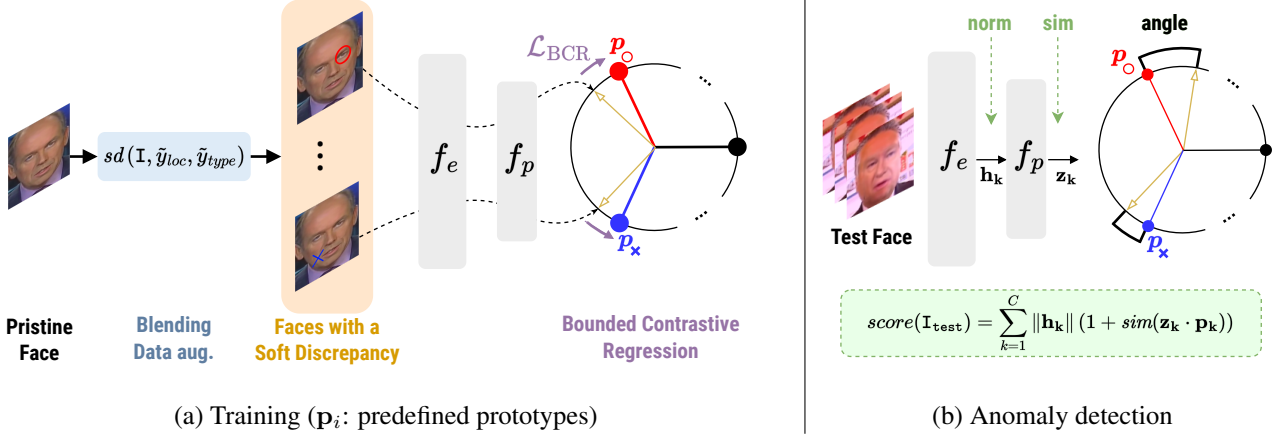 sd(I, ỹ_loc, ỹ_type)
f_e
f_p
L_BCR
p_○
p_×
...
...
Pristine
Face
Blending
Data aug.
Faces with a
Soft Discrepancy
Bounded Contrastive
Regression
(a) Training (p_i: predefined prototypes)
norm
sim
angle
f_e
h_k
f_p
z_k
p_○
p_×
...
...
Test Face
score(I_test) = ∑_{k=1}^{C} ‖h_k‖ (1 + sim(z_k · p_k))
(b) Anomaly detection